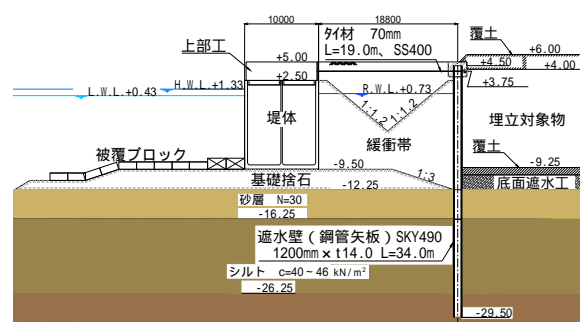 10000
18800
タイ材 70mm
L=19.0m、SS400
上部工
+5.00
+2.50
覆土
+6.00
+4.50
+4.00
+3.75
H.W.L.+1.33
L.W.L.+0.43
R.W.L.+0.73
1:1.2
1:1.2
堤体
緩衝帯
埋立対象物
被覆ブロック
覆土
-9.25
-9.50
基礎捨石
-12.25
1:3
底面遮水工
砂層 N=30
-16.25
遮水壁(鋼管矢板)SKY490
1200mm×t14.0 L=34.0m
シルト c=40~46 kN/m²
-26.25
-29.50